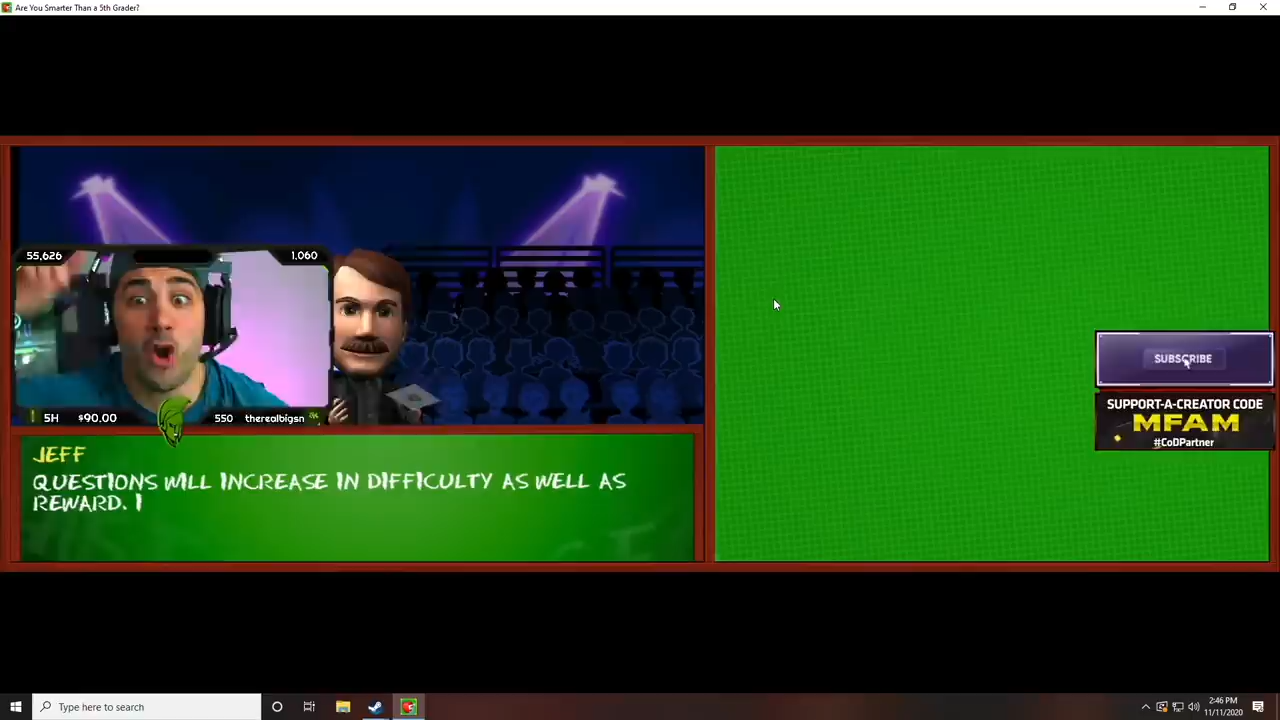 Are You Smarter Than a 5th Grader?
55,626
1,060
5H
$90.00
550
therealbigsn
JEFF
QUESTIONS WILL INCREASE IN DIFFICULTY AS WELL AS
REWARD. I
SUBSCRIBE
SUPPORT-A-CREATOR CODE
MFAM
#CoDPartner
Type here to search
2:46 PM
11/11/2020